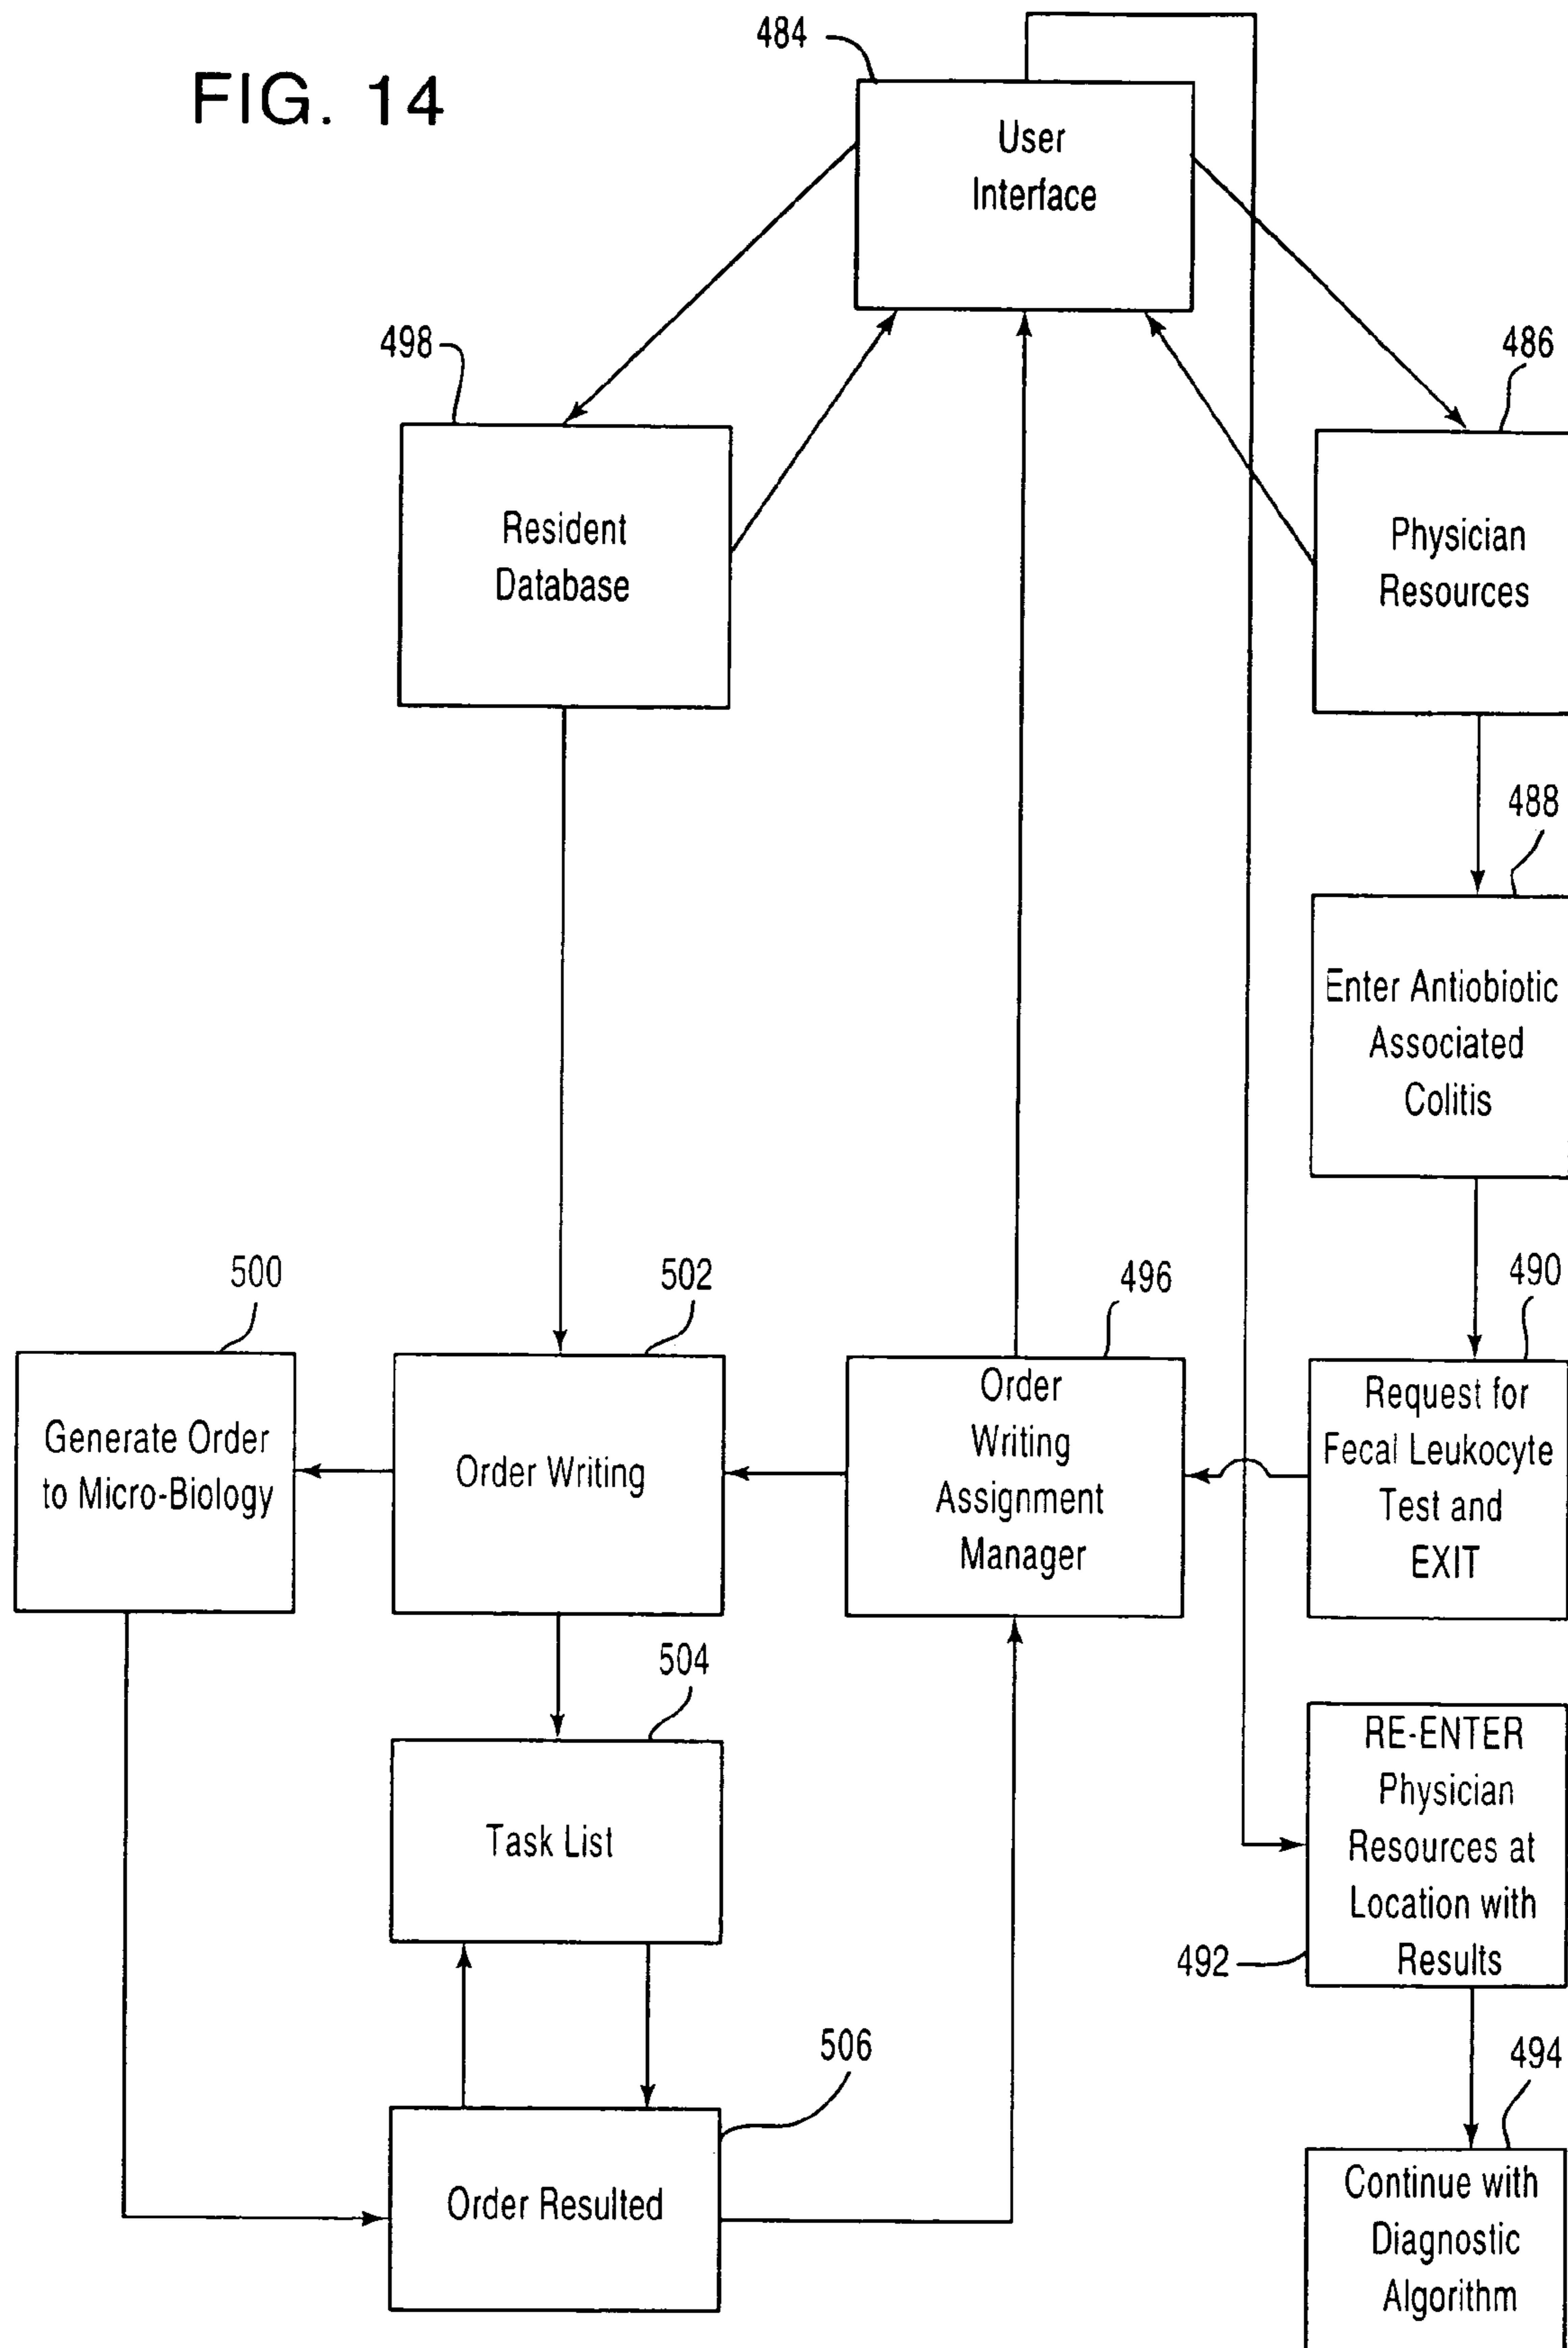 FIG. 14
484
User
Interface
498
486
Resident
Database
Physician
Resources
488
Enter Antiobiotic
Associated
Colitis
500
502
496
490
Generate Order
to Micro-Biology
Order Writing
Order
Writing
Assignment
Manager
Request for
Fecal Leukocyte
Test and
EXIT
504
Task List
RE-ENTER
Physician
Resources at
Location with
Results
492
506
494
Order Resulted
Continue with
Diagnostic
Algorithm